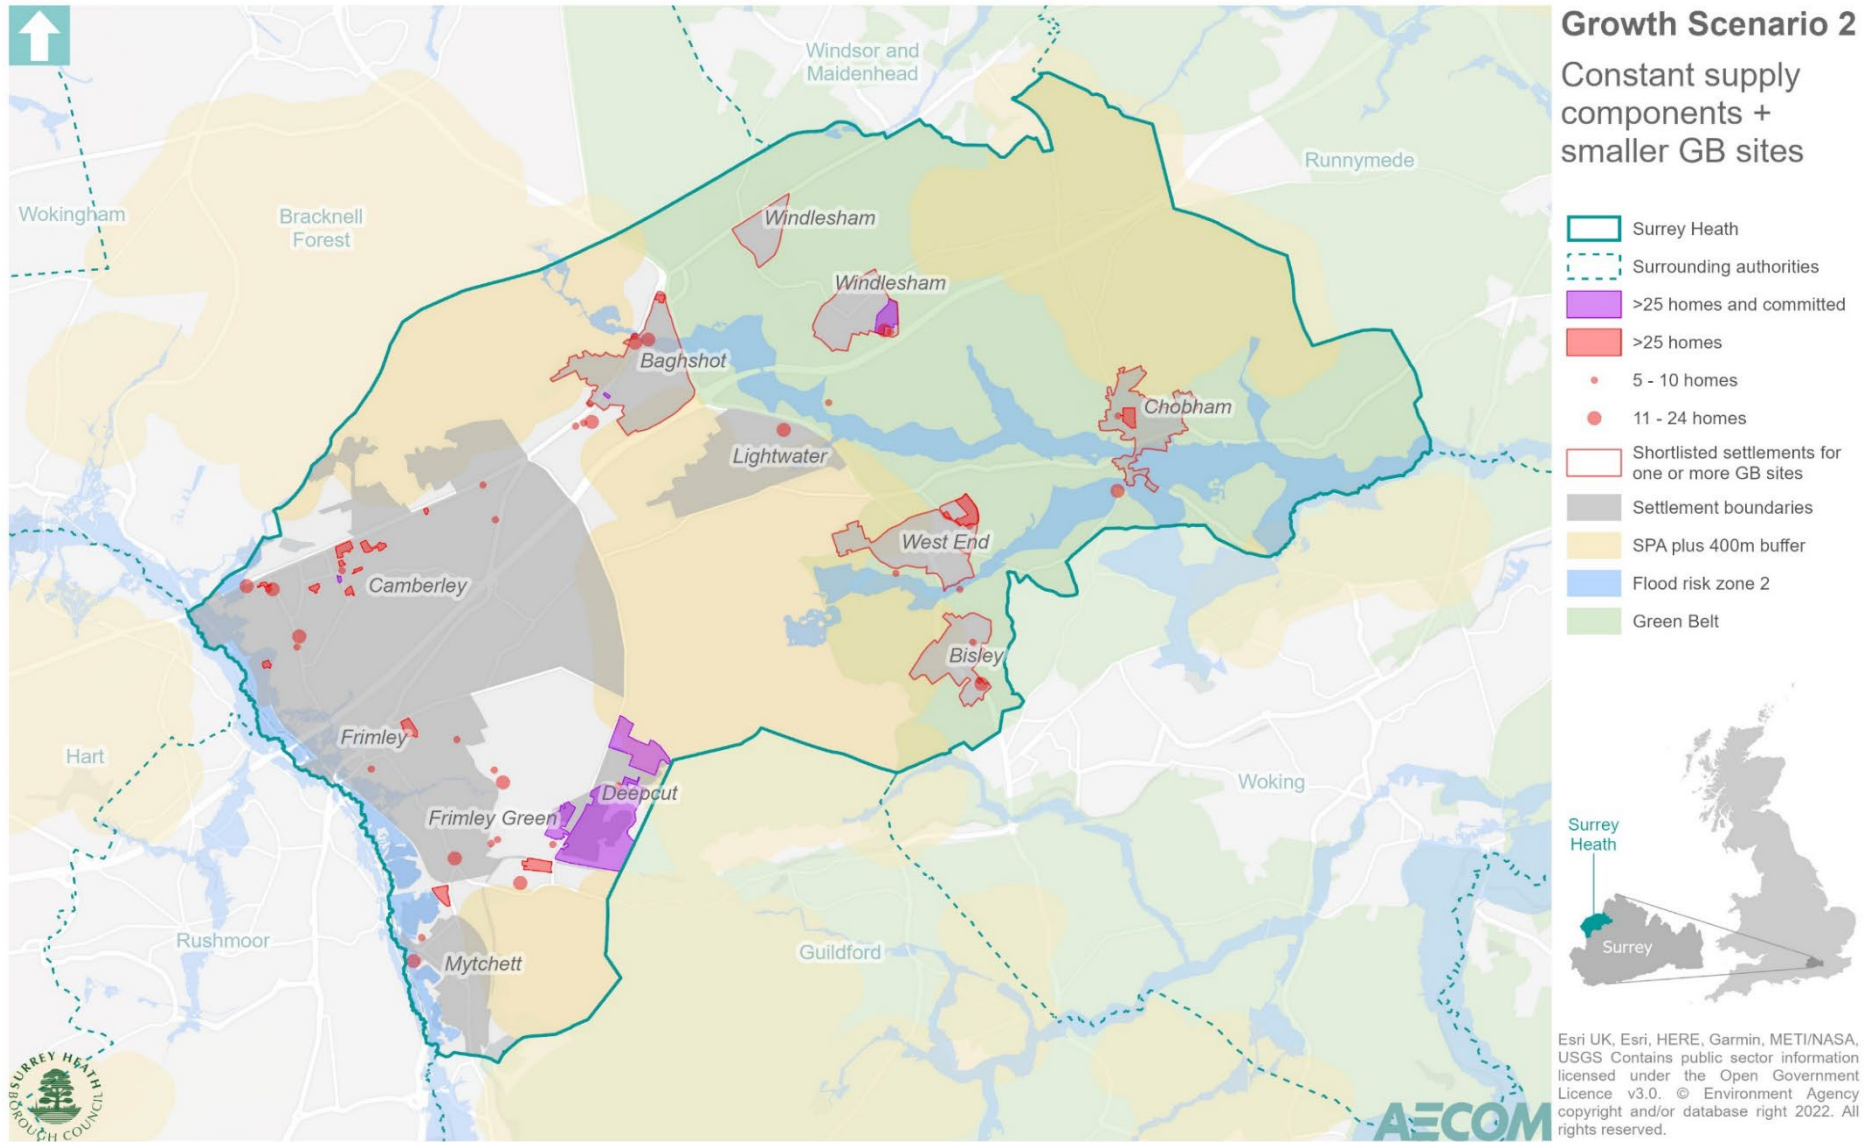 Growth Scenario 2
Constant supply
components +
smaller GB sites
Surrey Heath
Surrounding authorities
>25 homes and committed
>25 homes
5 - 10 homes
11 - 24 homes
Shortlisted settlements for
one or more GB sites
Settlement boundaries
SPA plus 400m buffer
Flood risk zone 2
Green Belt
Windsor and
Maidenhead
Runnymede
Wokingham
Bracknell
Forest
Windlesham
Windlesham
Baghshot
Chobham
Lightwater
West End
Camberley
Bisley
Frimley
Hart
Woking
Deepcut
Frimley Green
Rushmoor
Guildford
Mytchett
Surrey
Heath
Surrey
SURREY HEATH
BOROUGH COUNCIL
AECOM
Esri UK, Esri, HERE, Garmin, METI/NASA,
USGS Contains public sector information
licensed under the Open Government
Licence v3.0. © Environment Agency
copyright and/or database right 2022. All
rights reserved.